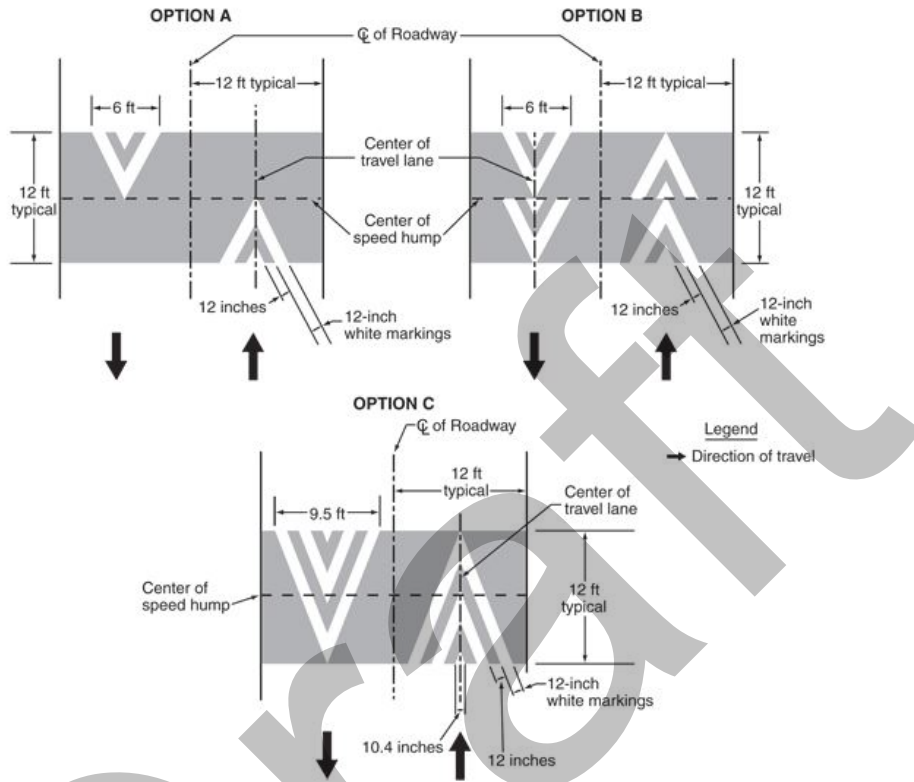 OPTION A
OPTION B
℄ of Roadway
12 ft typical
12 ft typical
6 ft
6 ft
Center of
travel lane
12 ft
typical
12 ft
typical
Center of
speed hump
12 inches
12-inch
white markings
12 inches
12-inch
white
markings
OPTION C
℄ of Roadway
Legend
Direction of travel
12 ft
typical
Center of
travel lane
9.5 ft
Center of
speed hump
12 ft
typical
12-inch
white markings
10.4 inches
12 inches
Draft